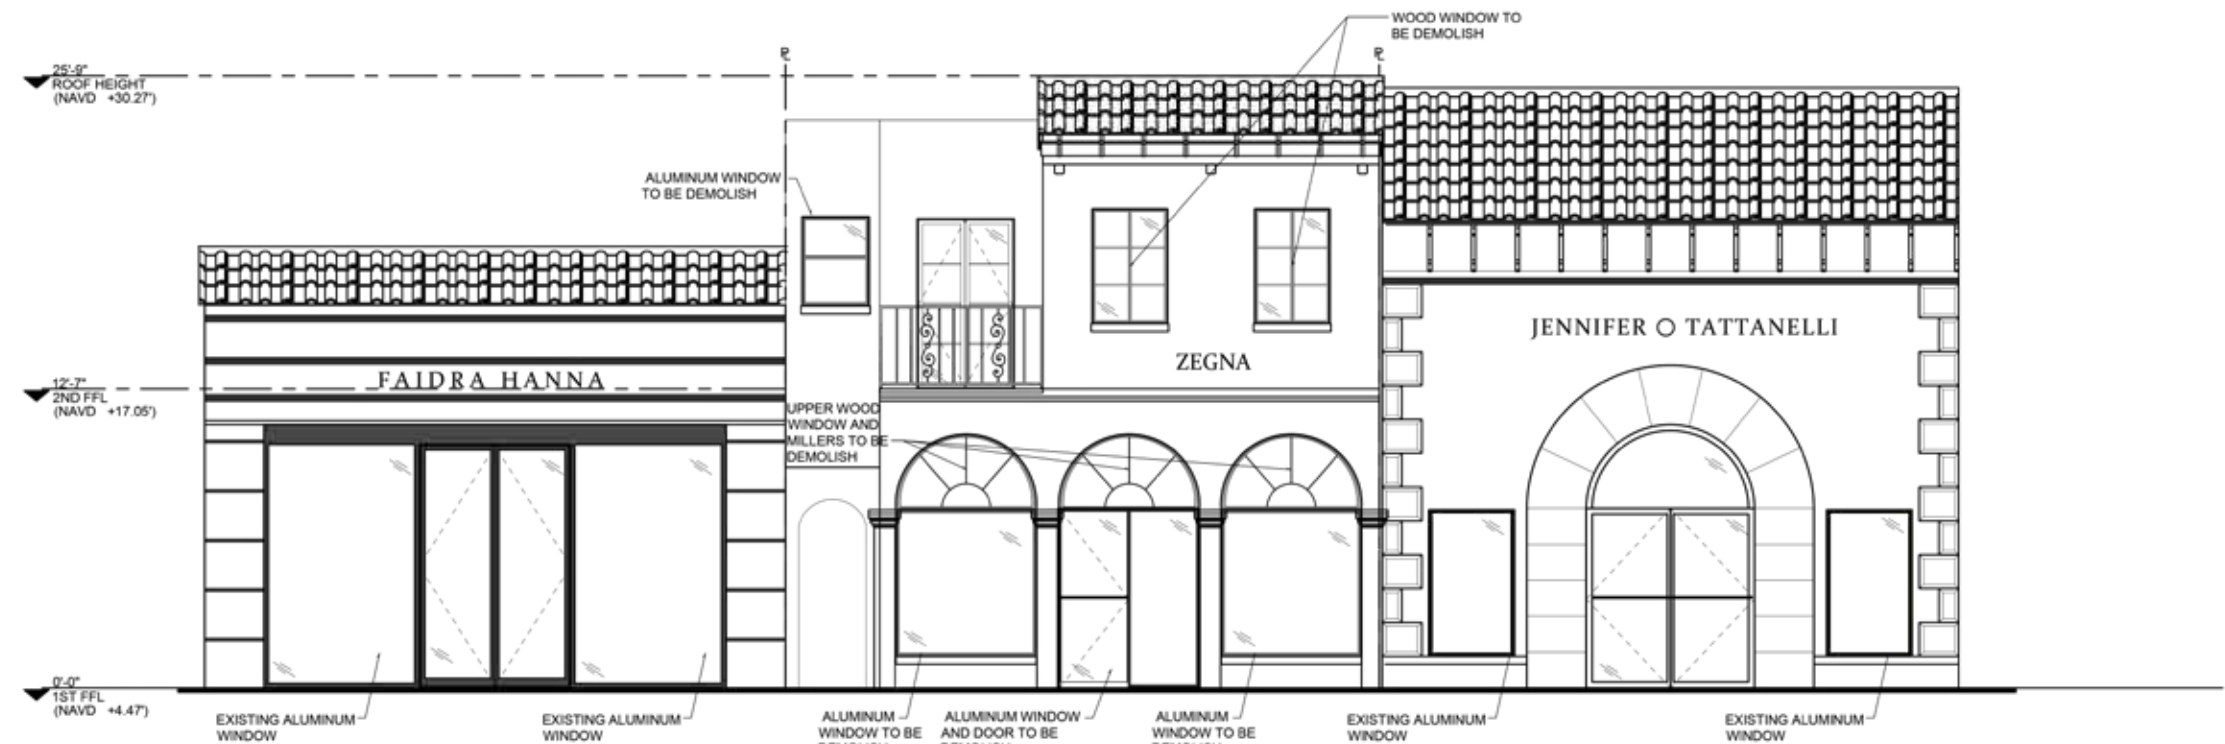 WOOD WINDOW TO
BE DEMOLISH
25'-9"
ROOF HEIGHT
(NAVD +30.27')
ALUMINUM WINDOW
TO BE DEMOLISH
JENNIFER O TATTANELLI
ZEGNA
FAIDRA HANNA
12'-7"
2ND FFL
(NAVD +17.05')
UPPER WOOD
WINDOW AND
MILLERS TO BE
DEMOLISH
0'-0"
1ST FFL
(NAVD +4.47')
EXISTING ALUMINUM
WINDOW
EXISTING ALUMINUM
WINDOW
ALUMINUM
WINDOW TO BE
DEMOLISH
ALUMINUM WINDOW
AND DOOR TO BE
DEMOLISH
ALUMINUM
WINDOW TO BE
DEMOLISH
EXISTING ALUMINUM
WINDOW
EXISTING ALUMINUM
WINDOW